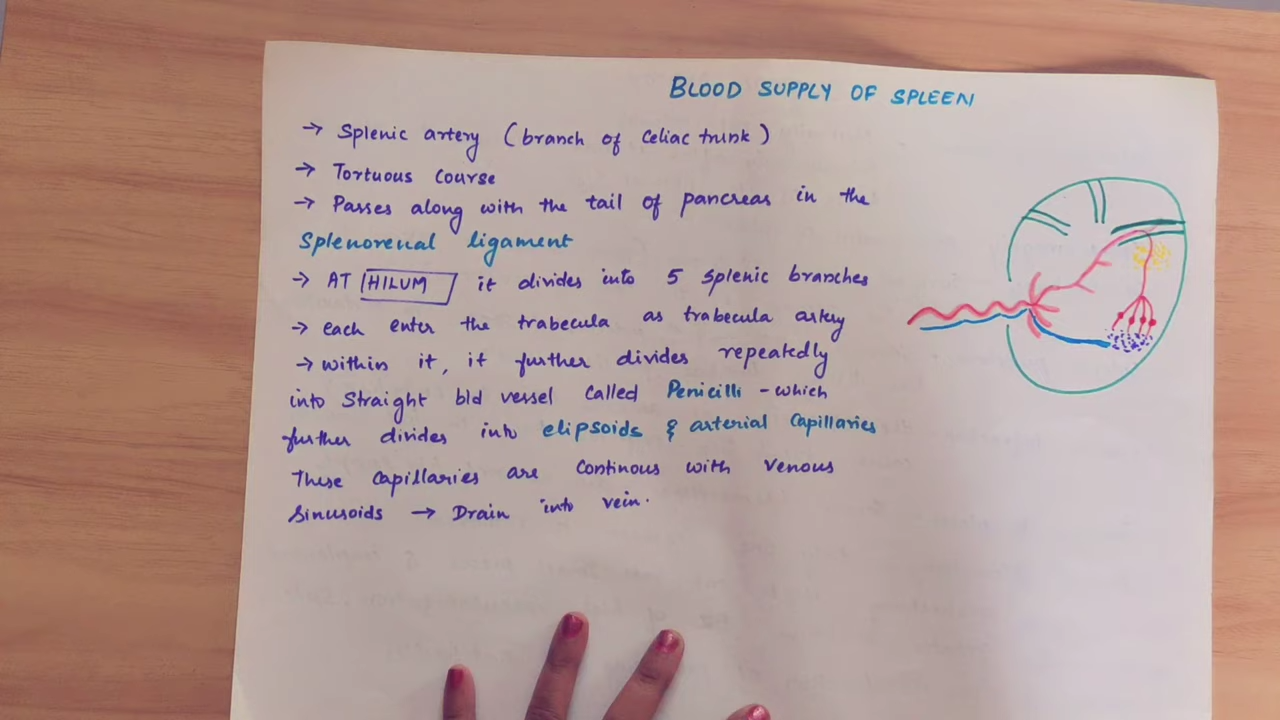 BLOOD SUPPLY OF SPLEEN
→ Splenic artery (branch of Celiac trunk)
→ Tortuous Course
→ Passes along with the tail of pancreas in the
Splenorenal ligament
→ AT HILUM it divides into 5 splenic branches
→ each enter the trabecula as trabecula artery
→ within it, it further divides repeatedly
into Straight bld vessel called Penicilli - which
further divides into elipsoids & arterial Capillaries
These Capillaries are Continous with Venous
Sinusoids → Drain into vein.